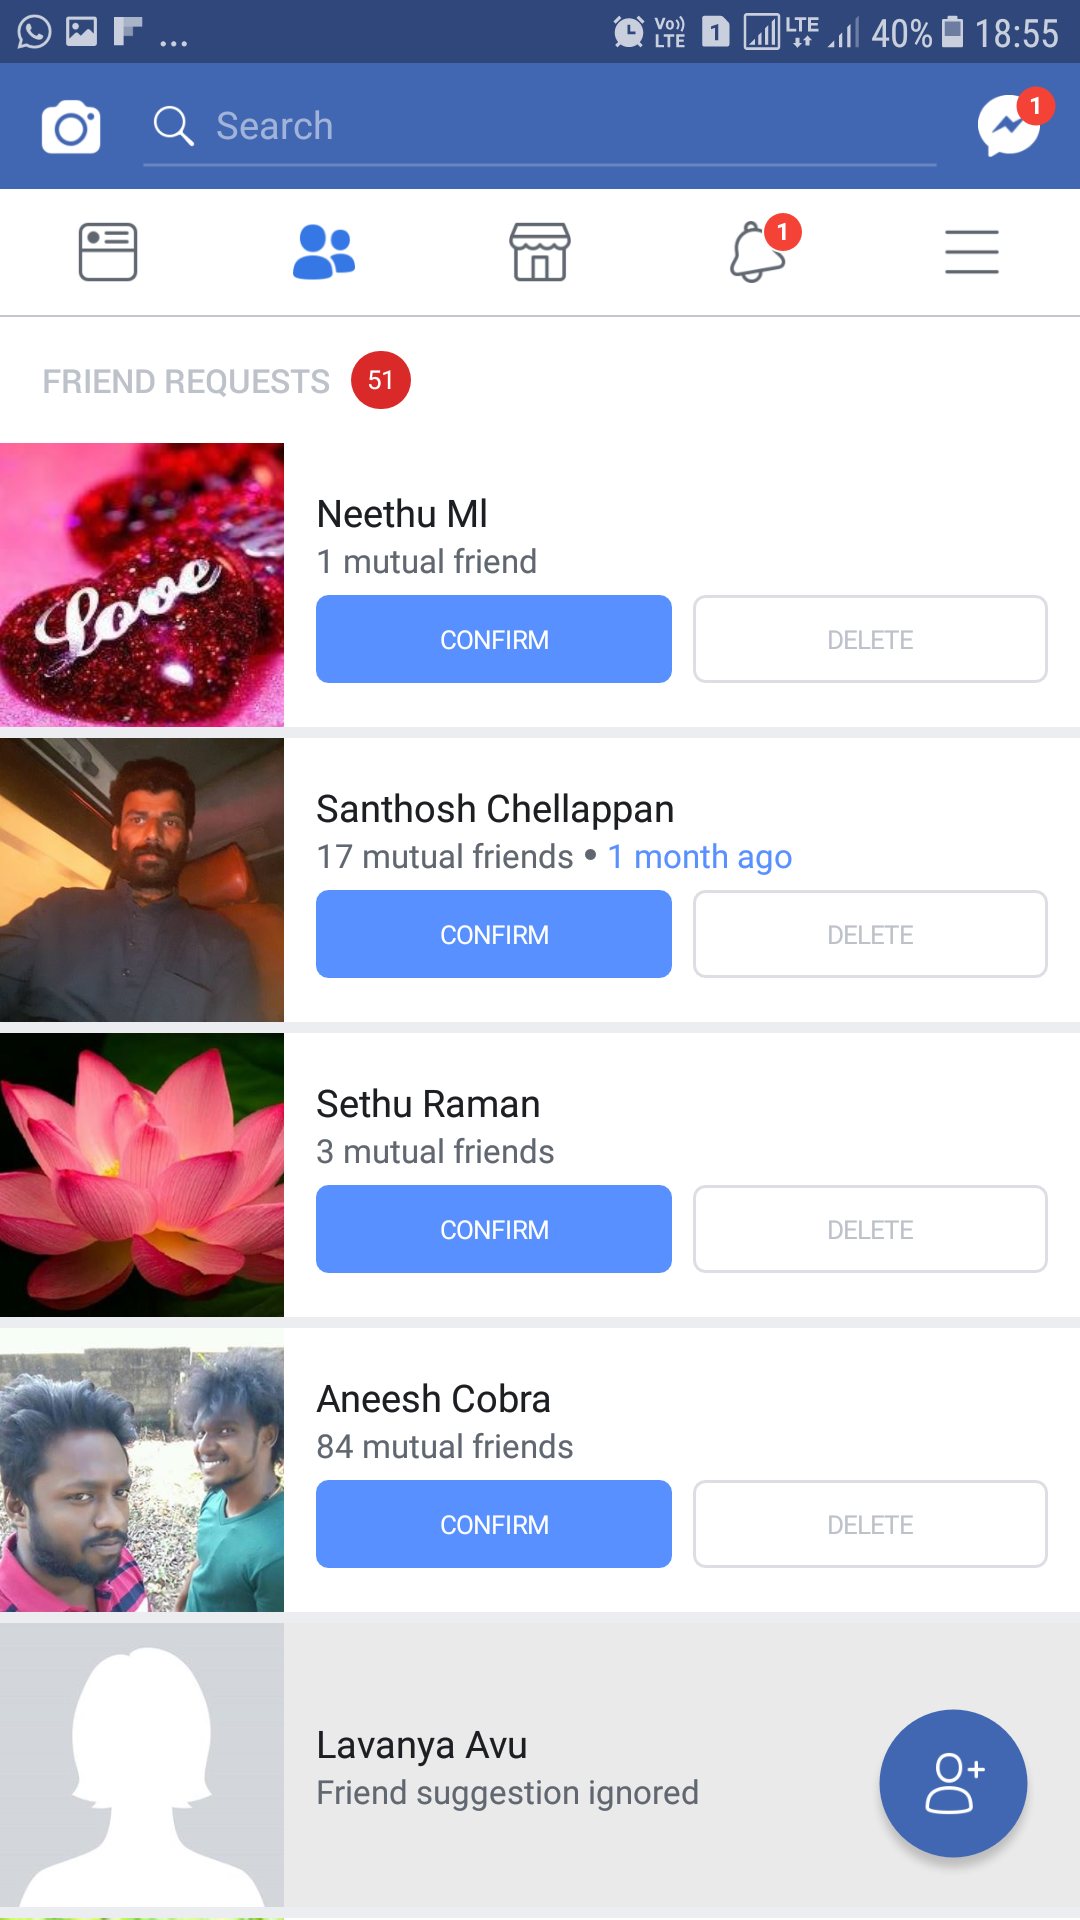 ... Vo)) LTE 1 LTE 40% 18:55
Search 1
1
FRIEND REQUESTS 51
Neethu Ml
1 mutual friend
CONFIRM DELETE
Love
Santhosh Chellappan
17 mutual friends • 1 month ago
CONFIRM DELETE
Sethu Raman
3 mutual friends
CONFIRM DELETE
Aneesh Cobra
84 mutual friends
CONFIRM DELETE
Lavanya Avu
Friend suggestion ignored